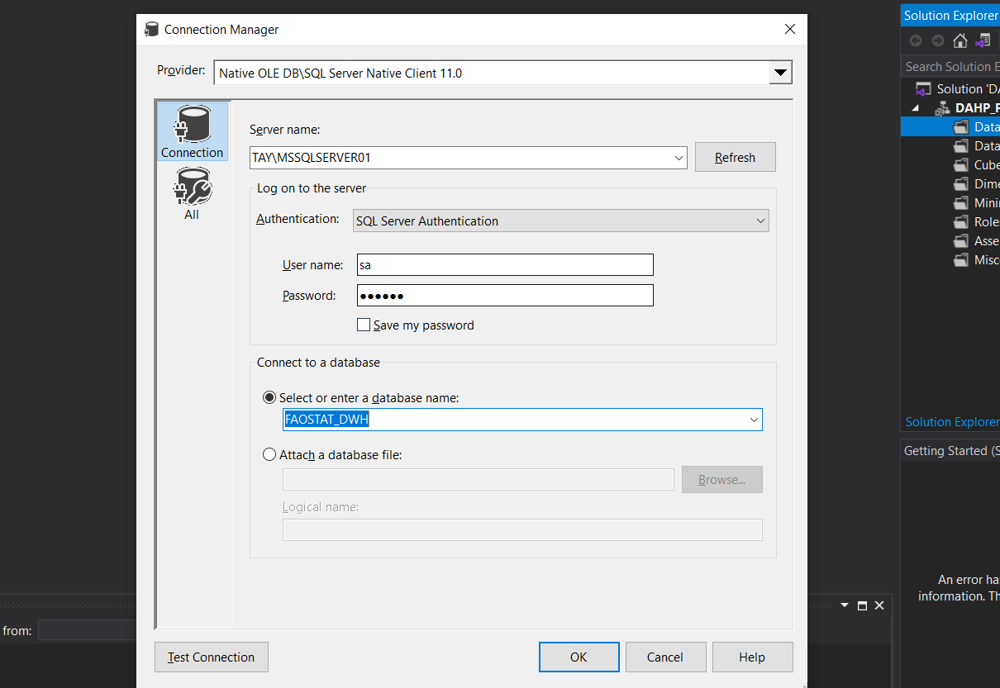 Connection Manager
Provider: Native OLE DB\SQL Server Native Client 11.0
Connection
All
Server name:
TAY\MSSQLSERVER01
Refresh
Log on to the server
Authentication: SQL Server Authentication
User name: sa
Password: ●●●●●●
Save my password
Connect to a database
Select or enter a database name:
FAOSTAT_DWH
Attach a database file:
Browse...
Logical name:
Test Connection
OK
Cancel
Help
from:
Solution Explorer
Search Solution E
Solution 'DA
DAHP_P
Data
Data
Cube
Dime
Mini
Role
Asse
Misc
Solution Explorer
Getting Started (S
An error ha
information. Th